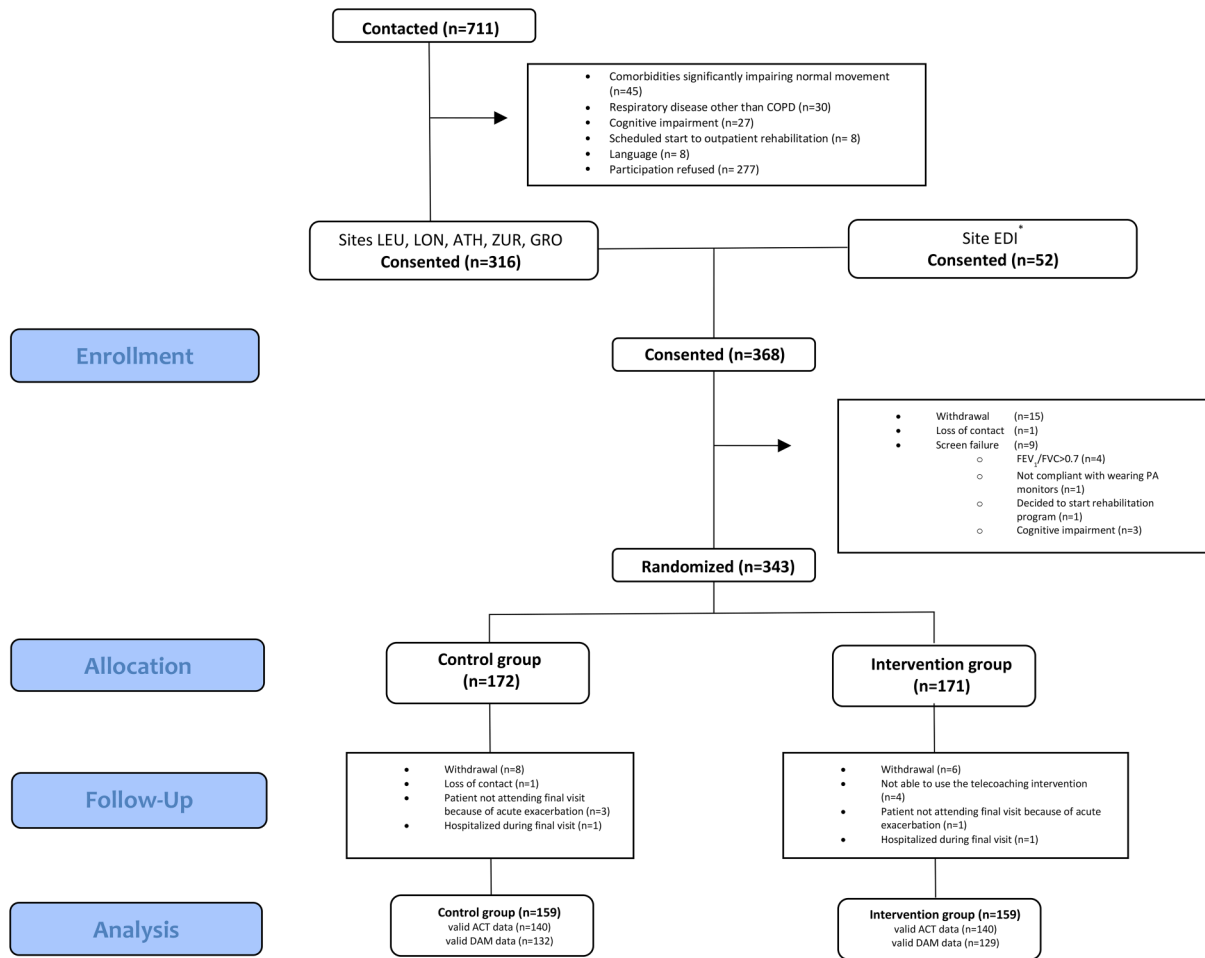 Contacted (n=711)
• Comorbidities significantly impairing normal movement
(n=45)
• Respiratory disease other than COPD (n=30)
• Cognitive impairment (n=27)
• Scheduled start to outpatient rehabilitation (n= 8)
• Language (n= 8)
• Participation refused (n= 277)
Sites LEU, LON, ATH, ZUR, GRO
Consented (n=316)
Site EDI*
Consented (n=52)
Enrollment
Consented (n=368)
• Withdrawal (n=15)
• Loss of contact (n=1)
• Screen failure (n=9)
o FEV1/FVC>0.7 (n=4)
o Not compliant with wearing PA
monitors (n=1)
o Decided to start rehabilitation
program (n=1)
o Cognitive impairment (n=3)
Randomized (n=343)
Allocation
Control group
(n=172)
Intervention group
(n=171)
Follow-Up
• Withdrawal (n=8)
• Loss of contact (n=1)
• Patient not attending final visit
because of acute exacerbation (n=3)
• Hospitalized during final visit (n=1)
• Withdrawal (n=6)
• Not able to use the telecoaching intervention
(n=4)
• Patient not attending final visit because of acute
exacerbation (n=1)
• Hospitalized during final visit (n=1)
Analysis
Control group (n=159)
valid ACT data (n=140)
valid DAM data (n=132)
Intervention group (n=159)
valid ACT data (n=140)
valid DAM data (n=129)